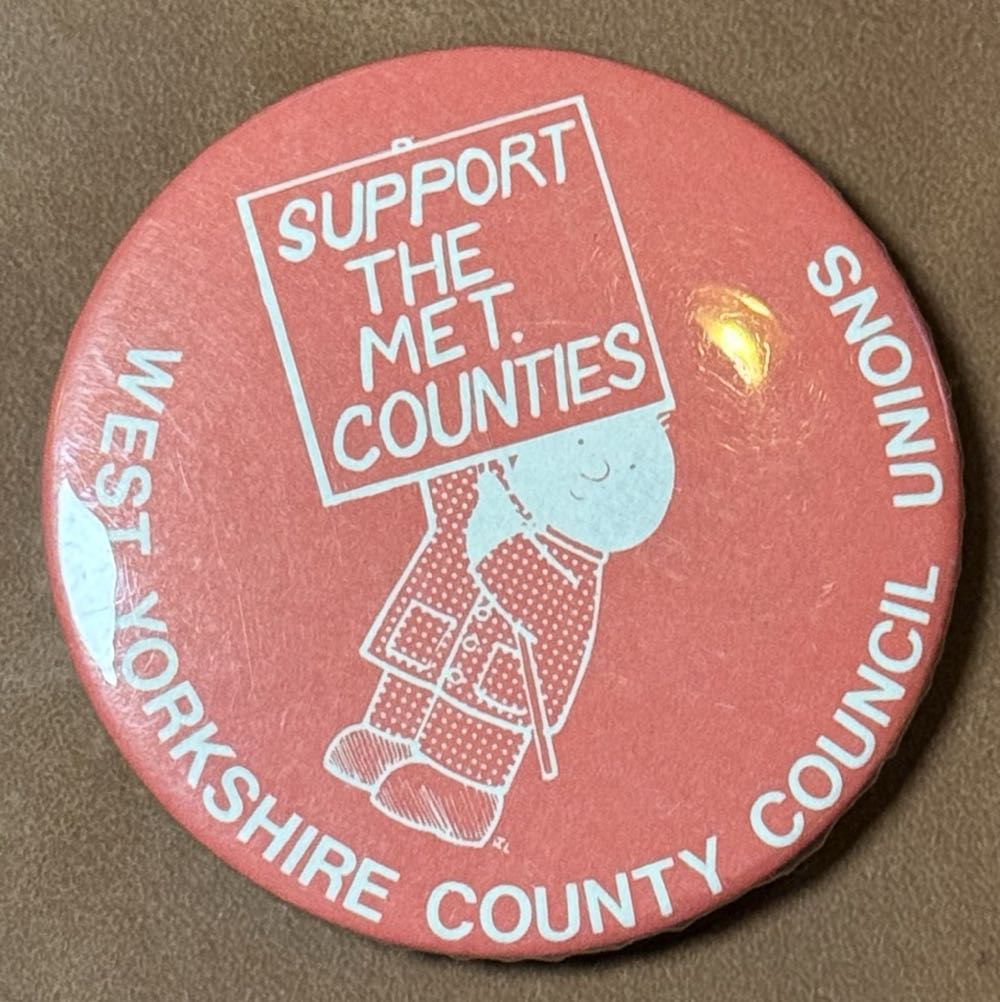 SUPPORT
THE
MET.
COUNTIES
WEST YORKSHIRE COUNTY COUNCIL UNIONS